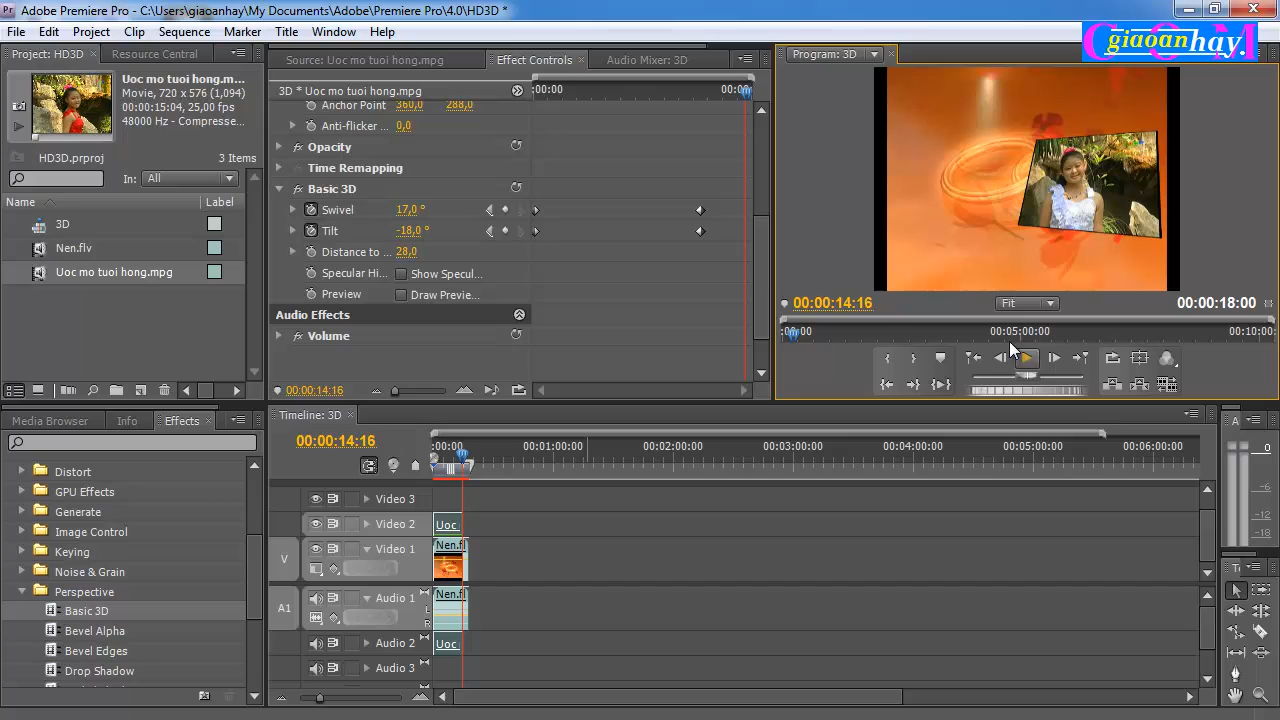 Adobe Premiere Pro - C:\Users\giaoanhay\My Documents\Adobe\Premiere Pro\4.0\HD3D *
File Edit Project Clip Sequence Marker Title Window Help
giaoanhay.
COM
Project: HD3D Resource Central
Uoc mo tuoi hong.m...
Movie, 720 x 576 (1,094)
00:00:15:04, 25,00 fps
48000 Hz - Compresse...
HD3D.prproj 3 Items
In: All
Name Label
3D
Nen.flv
Uoc mo tuoi hong.mpg
Source: Uoc mo tuoi hong.mpg Effect Controls Audio Mixer: 3D
3D * Uoc mo tuoi hong.mpg :00:00 00:0
Anchor Point 360,0 288,0
Anti-flicker ... 0,0
Opacity
Time Remapping
Basic 3D
Swivel 17,0 °
Tilt -18,0 °
Distance to ... 28,0
Specular Hi... Show Specul...
Preview Draw Previe...
Audio Effects
Volume
00:00:14:16
Program: 3D
00:00:14:16 Fit 00:00:18:00
:00:00 00:05:00:00 00:10:00:
Media Browser Info Effects
Distort
GPU Effects
Generate
Image Control
Keying
Noise & Grain
Perspective
Basic 3D
Bevel Alpha
Bevel Edges
Drop Shadow
Timeline: 3D
00:00:14:16
:00:00 00:01:00:00 00:02:00:00 00:03:00:00 00:04:00:00 00:05:00:00 00:06:00:00
Video 3
Video 2 Uoc
V Video 1 Nen.fl
A1 Audio 1 Nen.fl
L
R
Audio 2 Uoc
Audio 3
A
0
-6
-12
-18